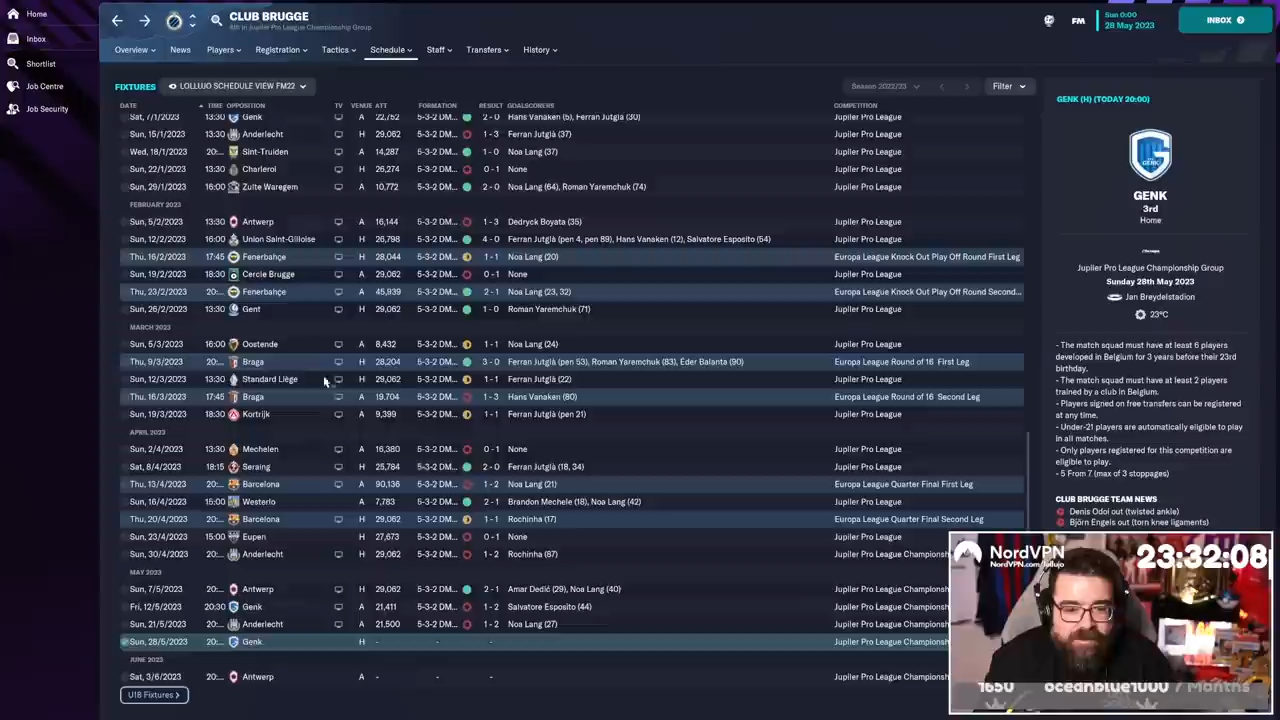 Home
Inbox
Shortlist
Job Centre
Job Security
CLUB BRUGGE
4th in Jupiler Pro League Championship Group
FM
Sun 0:00
28 May 2023
INBOX
Overview
News
Players
Registration
Tactics
Schedule
Staff
Transfers
History
FIXTURES
LOLLUJO SCHEDULE VIEW FM22
Season 2022/23
Filter
DATE TIME OPPOSITION TV VENUE ATT FORMATION RESULT GOALSCORERS COMPETITION
Sat, 7/1/2023 13:30 Genk A 22,752 5-3-2 DM... 2 - 0 Hans Vanaken (5), Ferran Jutglà (30) Jupiler Pro League
Sun, 15/1/2023 13:30 Anderlecht H 29,062 5-3-2 DM... 1 - 3 Ferran Jutglà (37) Jupiler Pro League
Wed, 18/1/2023 20:... Sint-Truiden A 14,287 5-3-2 DM... 1 - 0 Noa Lang (37) Jupiler Pro League
Sun, 22/1/2023 13:30 Charleroi H 26,274 5-3-2 DM... 0 - 1 None Jupiler Pro League
Sun, 29/1/2023 16:00 Zulte Waregem A 10,772 5-3-2 DM... 2 - 0 Noa Lang (64), Roman Yaremchuk (74) Jupiler Pro League
FEBRUARY 2023
Sun, 5/2/2023 13:30 Antwerp A 16,144 5-3-2 DM... 1 - 3 Dedryck Boyata (35) Jupiler Pro League
Sun, 12/2/2023 16:00 Union Saint-Gilloise H 26,798 5-3-2 DM... 4 - 0 Ferran Jutglà (pen 4, pen 89), Hans Vanaken (12), Salvatore Esposito (54) Jupiler Pro League
Thu, 16/2/2023 17:45 Fenerbahçe H 28,044 5-3-2 DM... 1 - 1 Noa Lang (20) Europa League Knock Out Play Off Round First Leg
Sun, 19/2/2023 18:30 Cercle Brugge A 29,062 5-3-2 DM... 0 - 1 None Jupiler Pro League
Thu, 23/2/2023 20:... Fenerbahçe A 45,939 5-3-2 DM... 2 - 1 Noa Lang (23, 32) Europa League Knock Out Play Off Round Second...
Sun, 26/2/2023 13:30 Gent H 29,062 5-3-2 DM... 1 - 0 Roman Yaremchuk (71) Jupiler Pro League
MARCH 2023
Sun, 5/3/2023 16:00 Oostende A 8,432 5-3-2 DM... 1 - 1 Noa Lang (24) Jupiler Pro League
Thu, 9/3/2023 20:... Braga H 28,204 5-3-2 DM... 3 - 0 Ferran Jutglà (pen 53), Roman Yaremchuk (83), Éder Balanta (90) Europa League Round of 16 First Leg
Sun, 12/3/2023 13:30 Standard Liège H 29,062 5-3-2 DM... 1 - 1 Ferran Jutglà (22) Jupiler Pro League
Thu, 16/3/2023 17:45 Braga A 19,704 5-3-2 DM... 1 - 3 Hans Vanaken (80) Europa League Round of 16 Second Leg
Sun, 19/3/2023 18:30 Kortrijk A 9,399 5-3-2 DM... 1 - 1 Ferran Jutglà (pen 21) Jupiler Pro League
APRIL 2023
Sun, 2/4/2023 13:30 Mechelen A 16,380 5-3-2 DM... 0 - 1 None Jupiler Pro League
Sat, 8/4/2023 18:15 Seraing H 25,784 5-3-2 DM... 2 - 0 Ferran Jutglà (18, 34) Jupiler Pro League
Thu, 13/4/2023 20:... Barcelona A 90,136 5-3-2 DM... 1 - 2 Noa Lang (21) Europa League Quarter Final First Leg
Sun, 16/4/2023 15:00 Westerlo A 7,783 5-3-2 DM... 2 - 1 Brandon Mechele (18), Noa Lang (42) Jupiler Pro League
Thu, 20/4/2023 20:... Barcelona H 29,062 5-3-2 DM... 1 - 1 Rochinha (17) Europa League Quarter Final Second Leg
Sun, 23/4/2023 15:00 Eupen H 27,673 5-3-2 DM... 0 - 1 None Jupiler Pro League
Sun, 30/4/2023 20:... Anderlecht H 29,062 5-3-2 DM... 1 - 2 Rochinha (87) Jupiler Pro League Champions
MAY 2023
Sun, 7/5/2023 20:... Antwerp H 29,062 5-3-2 DM... 2 - 1 Amar Dedić (29), Noa Lang (40) Jupiler Pro League Champions
Fri, 12/5/2023 20:30 Genk A 21,411 5-3-2 DM... 1 - 2 Salvatore Esposito (44) Jupiler Pro League Champions
Sun, 21/5/2023 20:... Anderlecht A 21,500 5-3-2 DM... 1 - 2 Noa Lang (27) Jupiler Pro League Champions
Sun, 28/5/2023 20:... Genk H - - - Jupiler Pro League Champions
JUNE 2023
Sat, 3/6/2023 20:... Antwerp A - - - Jupiler Pro League Champions
U18 Fixtures
GENK (H) (TODAY 20:00)
GENK
GENK
3rd
Home
Jupiler Pro League Championship Group
Sunday 28th May 2023
Jan Breydelstadion
23°C
- The match squad must have at least 6 players
developed in Belgium for 3 years before their 23rd
birthday.
- The match squad must have at least 2 players
trained by a club in Belgium.
- Players signed on free transfers can be registered
at any time.
- Under-21 players are automatically eligible to play
in all matches.
- Only players registered for this competition are
eligible to play.
- 5 From 7 (max of 3 stoppages)
CLUB BRUGGE TEAM NEWS
Denis Odoi out (twisted ankle)
Björn Engels out (torn knee ligaments)
NordVPN
NordVPN.com/lollujo
23:32:08
1650 oceanblue1000 7 Months